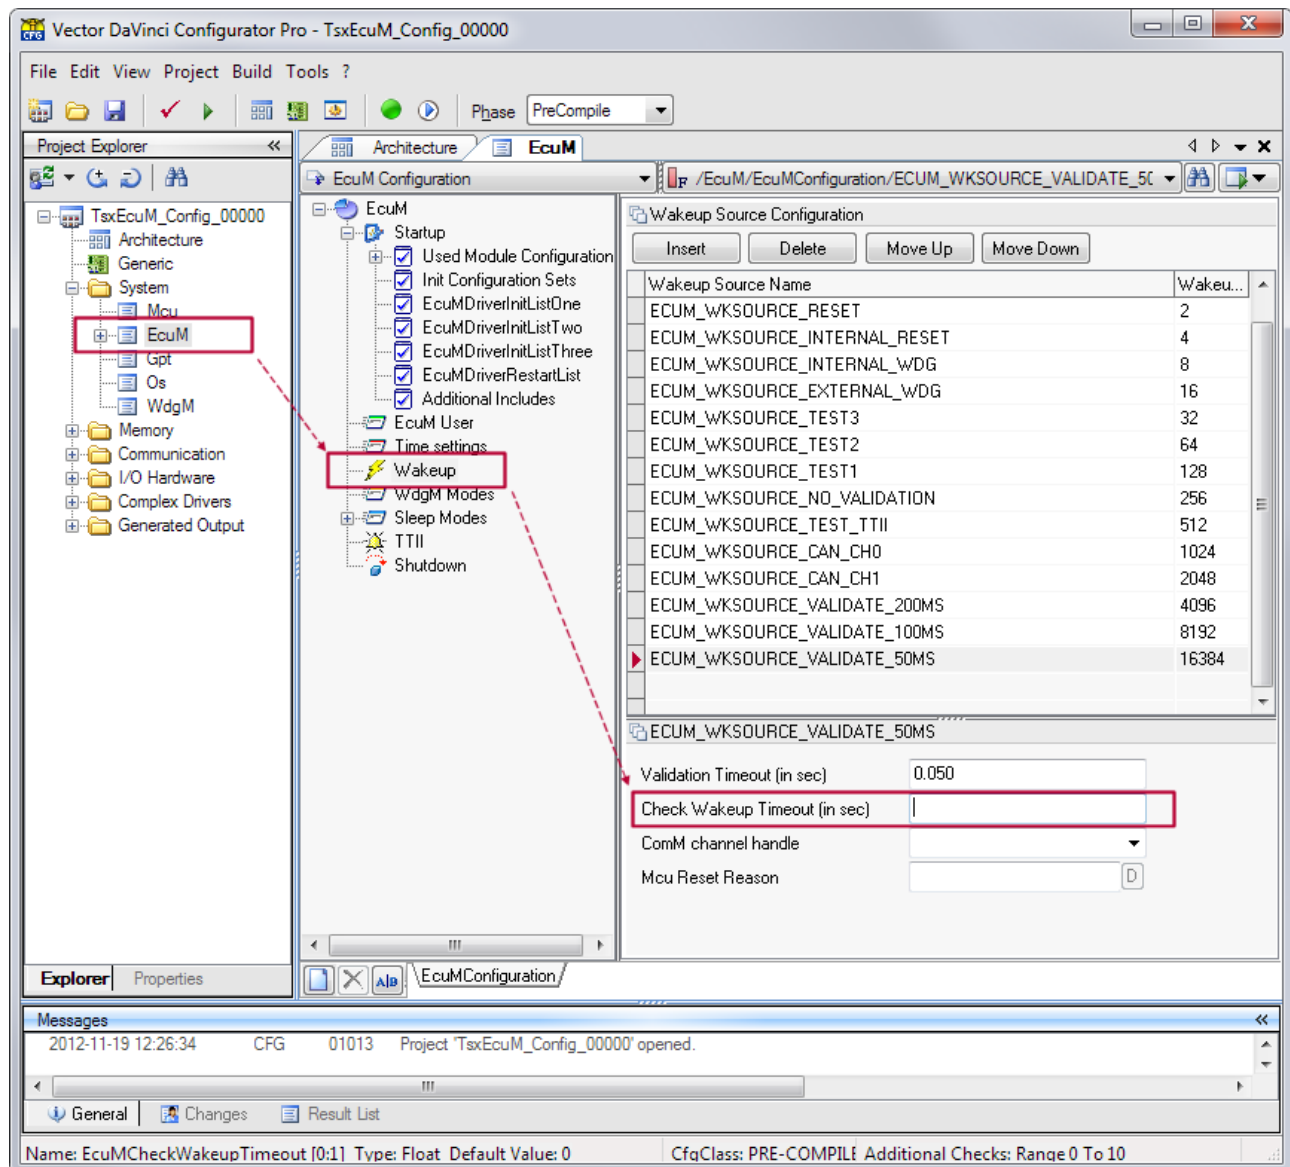 Vector DaVinci Configurator Pro - TsxEcuM_Config_00000
File Edit View Project Build Tools ?
Phase PreCompile
Project Explorer
Architecture
EcuM
EcuM Configuration
/EcuM/EcuMConfiguration/ECUM_WKSOURCE_VALIDATE_5
TsxEcuM_Config_00000
Architecture
Generic
System
Mcu
EcuM
Gpt
Os
WdgM
Memory
Communication
I/O Hardware
Complex Drivers
Generated Output
EcuM
Startup
Used Module Configuration
Init Configuration Sets
EcuMDriverInitListOne
EcuMDriverInitListTwo
EcuMDriverInitListThree
EcuMDriverRestartList
Additional Includes
EcuM User
Time settings
Wakeup
WdgM Modes
Sleep Modes
TTII
Shutdown
Wakeup Source Configuration
Insert Delete Move Up Move Down
Wakeup Source Name Wakeu...
ECUM_WKSOURCE_RESET 2
ECUM_WKSOURCE_INTERNAL_RESET 4
ECUM_WKSOURCE_INTERNAL_WDG 8
ECUM_WKSOURCE_EXTERNAL_WDG 16
ECUM_WKSOURCE_TEST3 32
ECUM_WKSOURCE_TEST2 64
ECUM_WKSOURCE_TEST1 128
ECUM_WKSOURCE_NO_VALIDATION 256
ECUM_WKSOURCE_TEST_TTII 512
ECUM_WKSOURCE_CAN_CH0 1024
ECUM_WKSOURCE_CAN_CH1 2048
ECUM_WKSOURCE_VALIDATE_200MS 4096
ECUM_WKSOURCE_VALIDATE_100MS 8192
ECUM_WKSOURCE_VALIDATE_50MS 16384
ECUM_WKSOURCE_VALIDATE_50MS
Validation Timeout (in sec) 0.050
Check Wakeup Timeout (in sec)
ComM channel handle
Mcu Reset Reason D
Explorer Properties
A|B EcuMConfiguration
Messages
2012-11-19 12:26:34 CFG 01013 Project 'TsxEcuM_Config_00000' opened.
General Changes Result List
Name: EcuMCheckWakeupTimeout [0:1] Type: Float Default Value: 0 CfgClass: PRE-COMPILE Additional Checks: Range 0 To 10